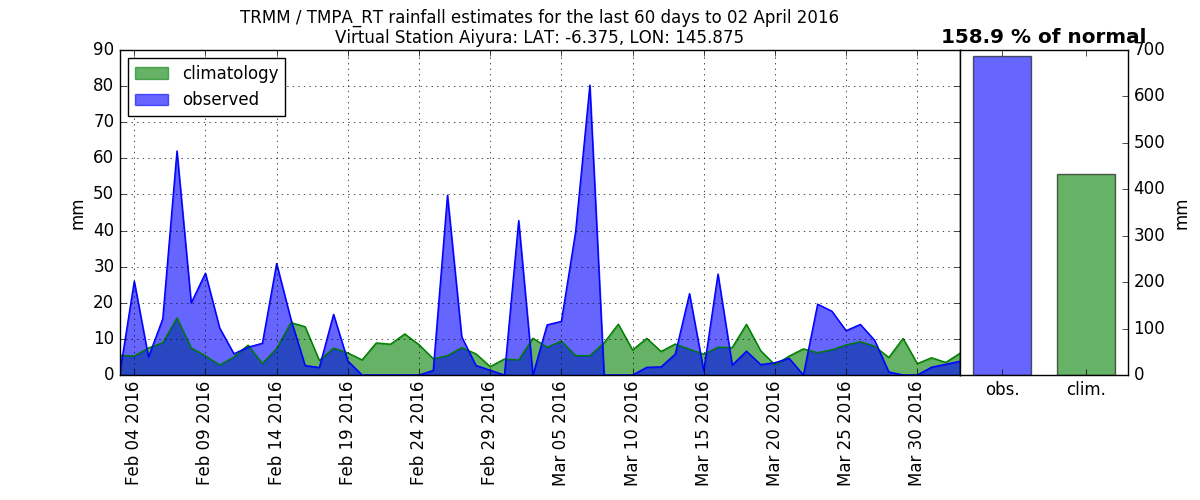 TRMM / TMPA_RT rainfall estimates for the last 60 days to 02 April 2016
Virtual Station Aiyura: LAT: -6.375, LON: 145.875
158.9 % of normal
climatology
observed
mm
90
80
70
60
50
40
30
20
10
0
Feb 04 2016
Feb 09 2016
Feb 14 2016
Feb 19 2016
Feb 24 2016
Feb 29 2016
Mar 05 2016
Mar 10 2016
Mar 15 2016
Mar 20 2016
Mar 25 2016
Mar 30 2016
700
600
500
400
300
200
100
0
mm
obs.
clim.